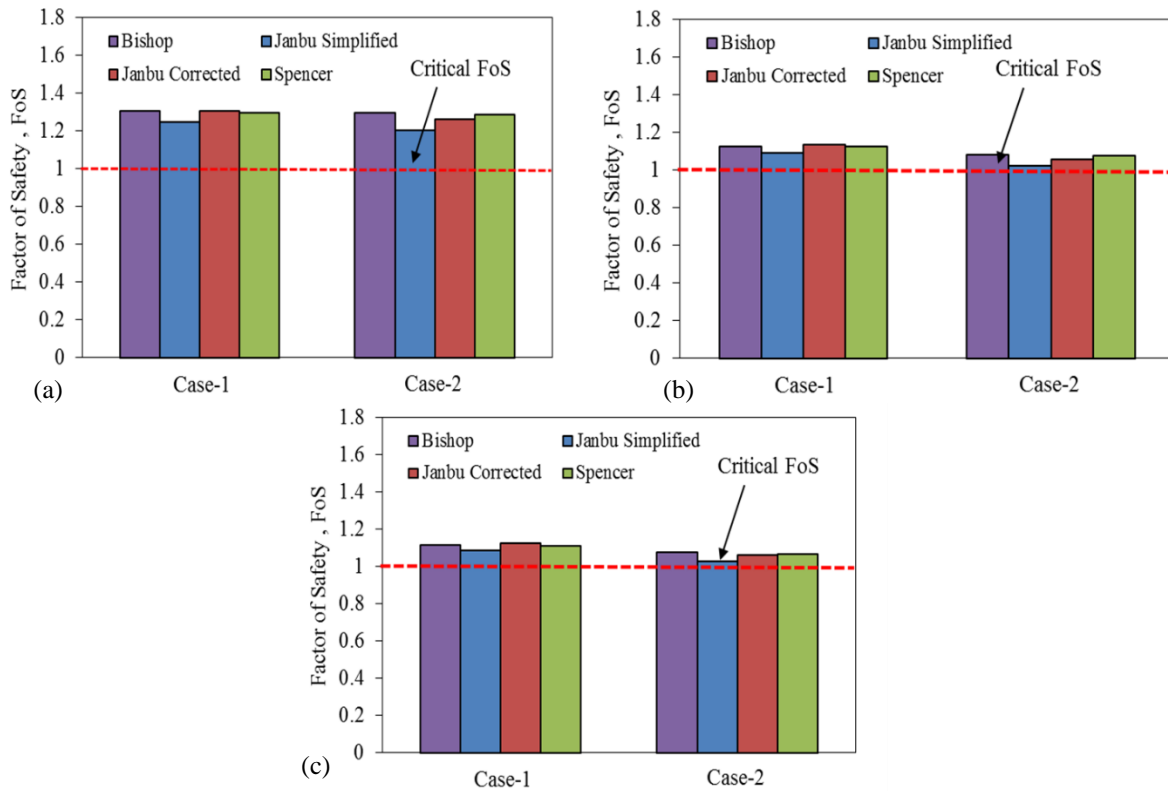 1.8
1.6
1.4
1.2
1
0.8
0.6
0.4
0.2
0
Factor of Safety , FoS
Bishop
Janbu Simplified
Janbu Corrected
Spencer
Critical FoS
Case-1
Case-2
(a)
1.8
1.6
1.4
1.2
1
0.8
0.6
0.4
0.2
0
Factor of Safety , FoS
Bishop
Janbu Simplified
Janbu Corrected
Spencer
Critical FoS
Case-1
Case-2
(b)
1.8
1.6
1.4
1.2
1
0.8
0.6
0.4
0.2
0
Factor of Safety , FoS
Bishop
Janbu Simplified
Janbu Corrected
Spencer
Critical FoS
Case-1
Case-2
(c)